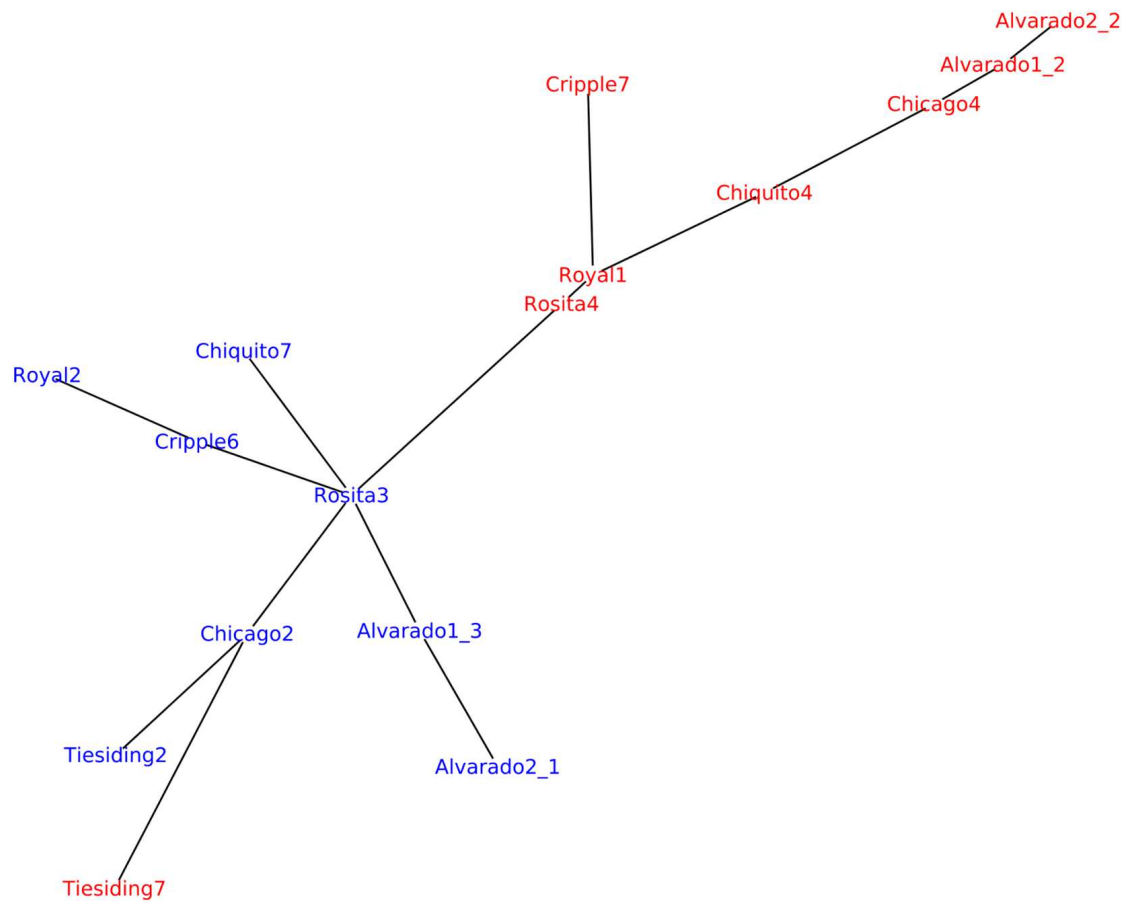 Alvarado2_2
Alvarado1_2
Cripple7
Chicago4
Chiquito4
Royal1
Rosita4
Chiquito7
Royal2
Cripple6
Rosita3
Chicago2
Alvarado1_3
Tiesiding2
Alvarado2_1
Tiesiding7